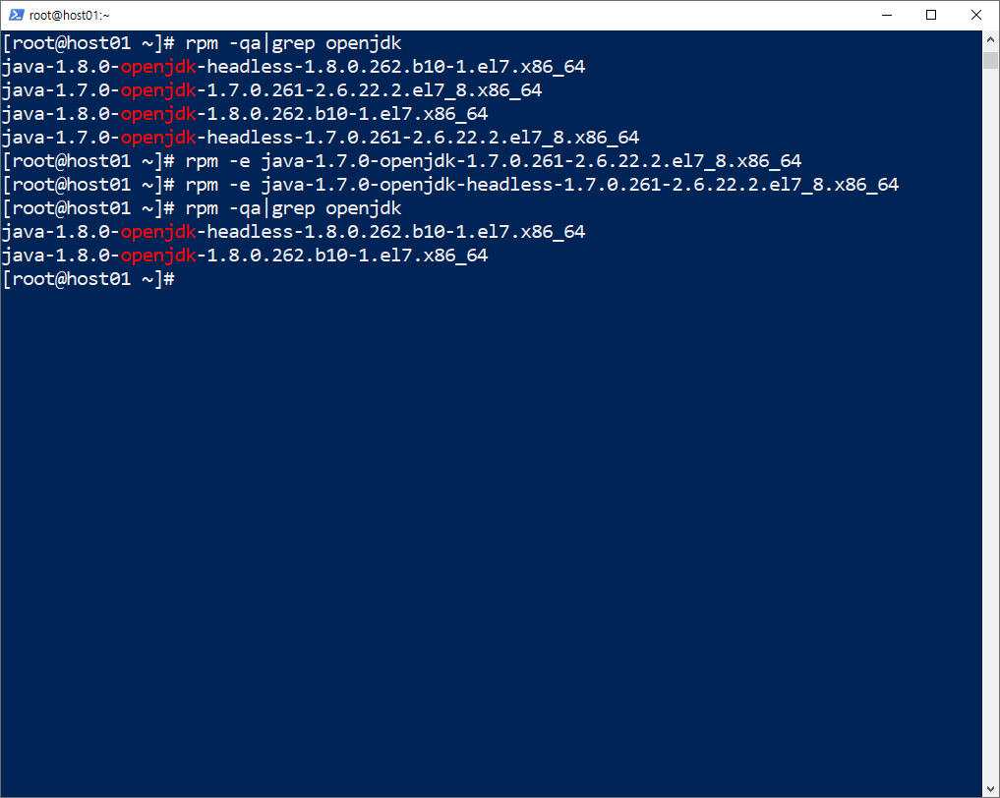 root@host01:~
[root@host01 ~]# rpm -qa|grep openjdk
java-1.8.0-openjdk-headless-1.8.0.262.b10-1.el7.x86_64
java-1.7.0-openjdk-1.7.0.261-2.6.22.2.el7_8.x86_64
java-1.8.0-openjdk-1.8.0.262.b10-1.el7.x86_64
java-1.7.0-openjdk-headless-1.7.0.261-2.6.22.2.el7_8.x86_64
[root@host01 ~]# rpm -e java-1.7.0-openjdk-1.7.0.261-2.6.22.2.el7_8.x86_64
[root@host01 ~]# rpm -e java-1.7.0-openjdk-headless-1.7.0.261-2.6.22.2.el7_8.x86_64
[root@host01 ~]# rpm -qa|grep openjdk
java-1.8.0-openjdk-headless-1.8.0.262.b10-1.el7.x86_64
java-1.8.0-openjdk-1.8.0.262.b10-1.el7.x86_64
[root@host01 ~]#